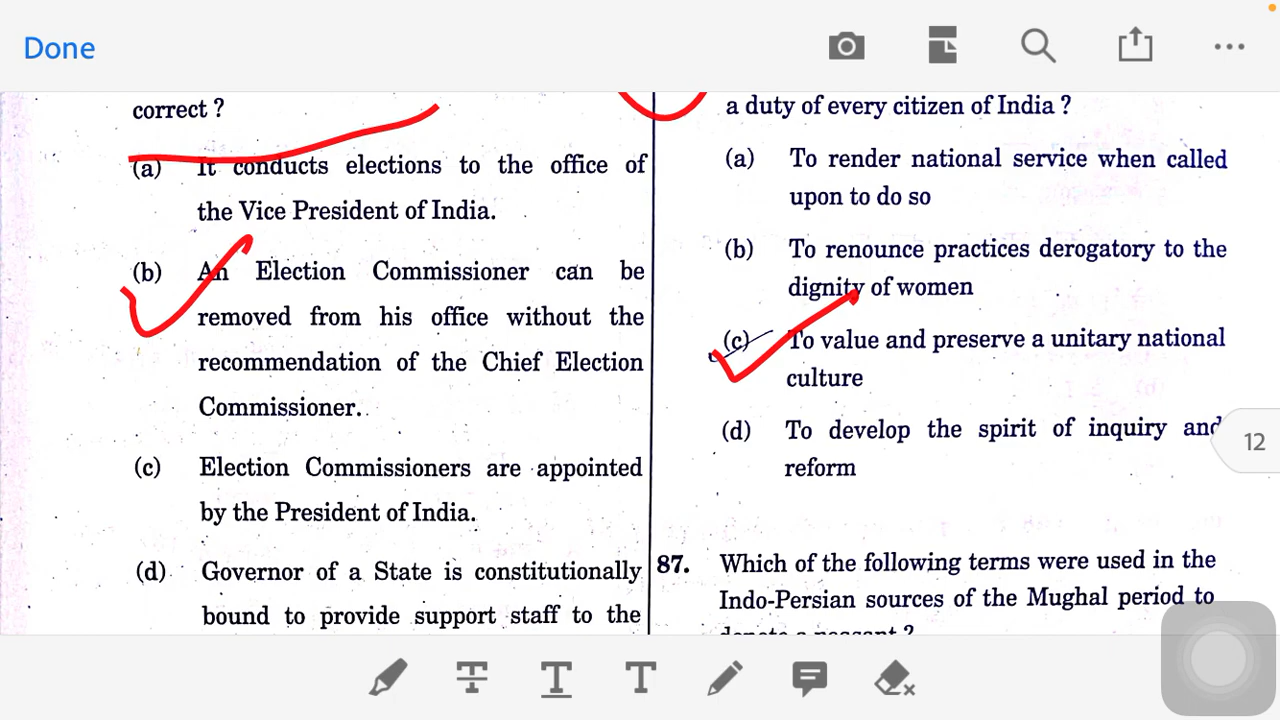 Done
correct ?
(a) It conducts elections to the office of
the Vice President of India.
(b) An Election Commissioner can be
removed from his office without the
recommendation of the Chief Election
Commissioner.
(c) Election Commissioners are appointed
by the President of India.
(d) Governor of a State is constitutionally
bound to provide support staff to the
a duty of every citizen of India ?
(a) To render national service when called
upon to do so
(b) To renounce practices derogatory to the
dignity of women
(c) To value and preserve a unitary national
culture
(d) To develop the spirit of inquiry and
reform
87. Which of the following terms were used in the
Indo-Persian sources of the Mughal period to
denote a peasant ?
12
T
T
T